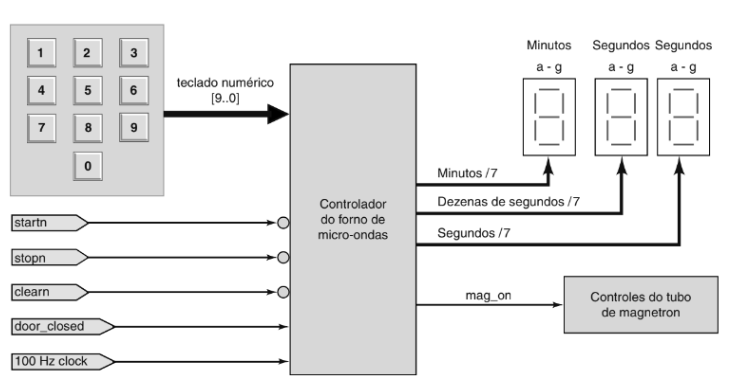 Minutos
Segundos Segundos
a - g
a - g
a - g
1 2 3
4 5 6
7 8 9
0
teclado numérico
[9..0]
startn
stopn
clearn
door_closed
100 Hz clock
Controlador
do forno de
micro-ondas
Minutos /7
Dezenas de segundos /7
Segundos /7
mag_on
Controles do tubo
de magnetron